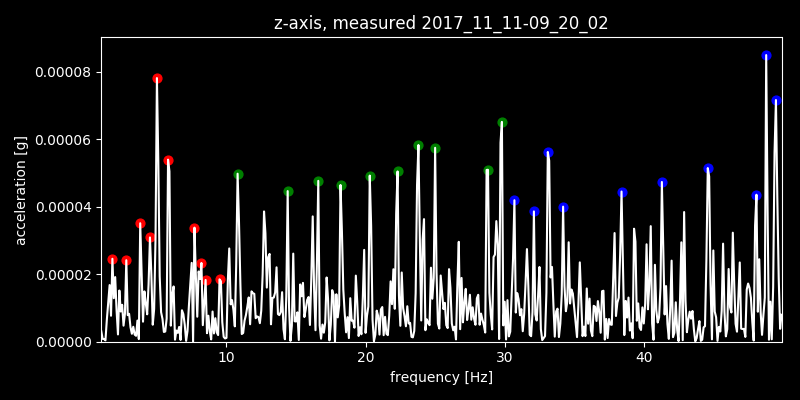 z-axis, measured 2017_11_11-09_20_02
0.00008
0.00006
0.00004
0.00002
0.00000
acceleration [g]
10 20 30 40
frequency [Hz]